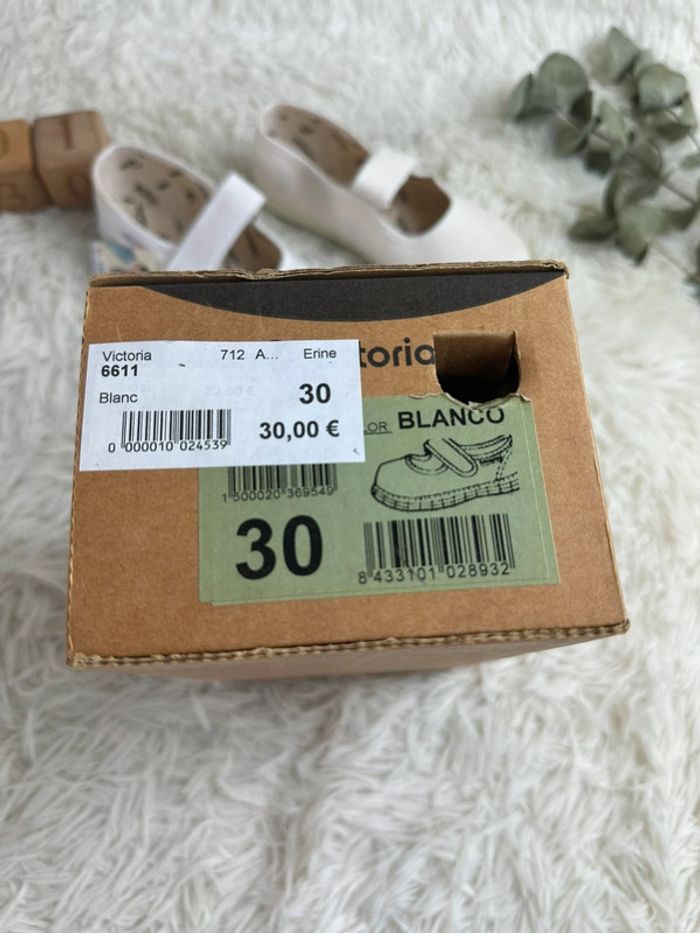 torio
Victoria 712 A... Erine
6611
Blanc 30
30,00 €
0 000010 024539
BLANCO
1 500020 369549
30
8 433101 028932